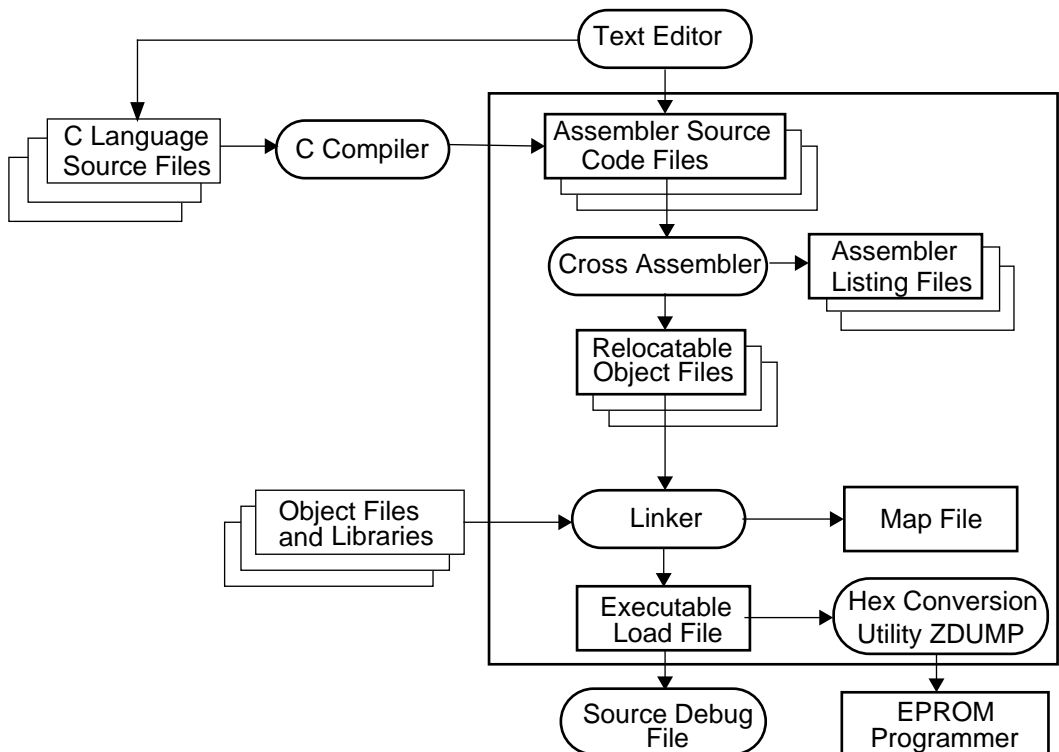 Text Editor
C Language
Source Files
C Compiler
Assembler Source
Code Files
Cross Assembler
Assembler
Listing Files
Relocatable
Object Files
Object Files
and Libraries
Linker
Map File
Executable
Load File
Hex Conversion
Utility ZDUMP
Source Debug
File
EPROM
Programmer